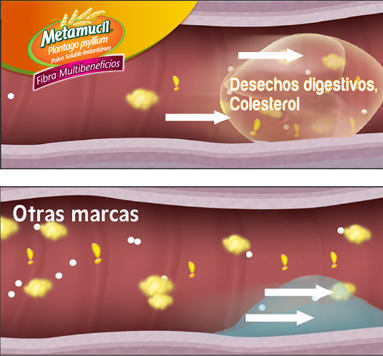 Metamucil
Plantago psyllium
Polvo Soluble Instantáneo
Fibra Multibeneficios
Desechos digestivos,
Colesterol
Otras marcas